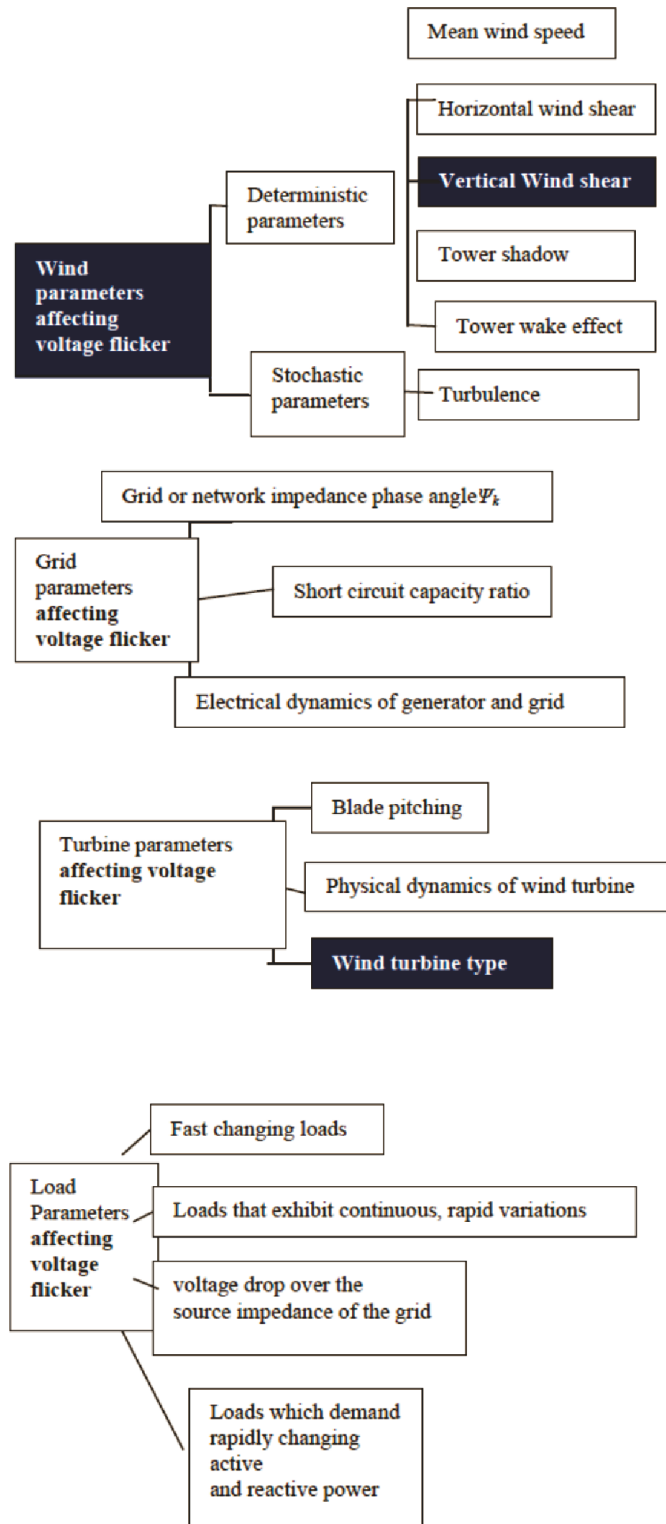 Mean wind speed
Horizontal wind shear
Vertical Wind shear
Deterministic
parameters
Tower shadow
Wind
parameters
affecting
voltage flicker
Tower wake effect
Stochastic
parameters
Turbulence
Grid or network impedance phase angleΨk
Grid
parameters
affecting
voltage flicker
Short circuit capacity ratio
Electrical dynamics of generator and grid
Blade pitching
Turbine parameters
affecting voltage
flicker
Physical dynamics of wind turbine
Wind turbine type
Fast changing loads
Load
Parameters
affecting
voltage
flicker
Loads that exhibit continuous, rapid variations
voltage drop over the
source impedance of the grid
Loads which demand
rapidly changing
active
and reactive power